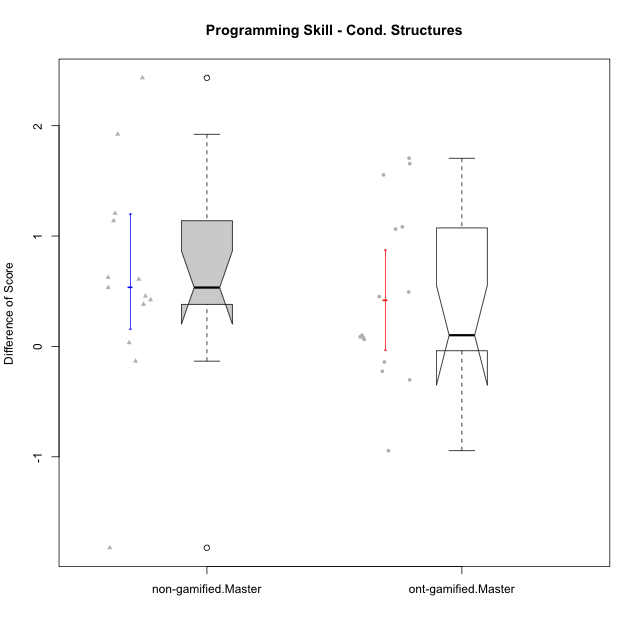 Programming Skill - Cond. Structures
Difference of Score
2
1
0
-1
non-gamified.Master
ont-gamified.Master